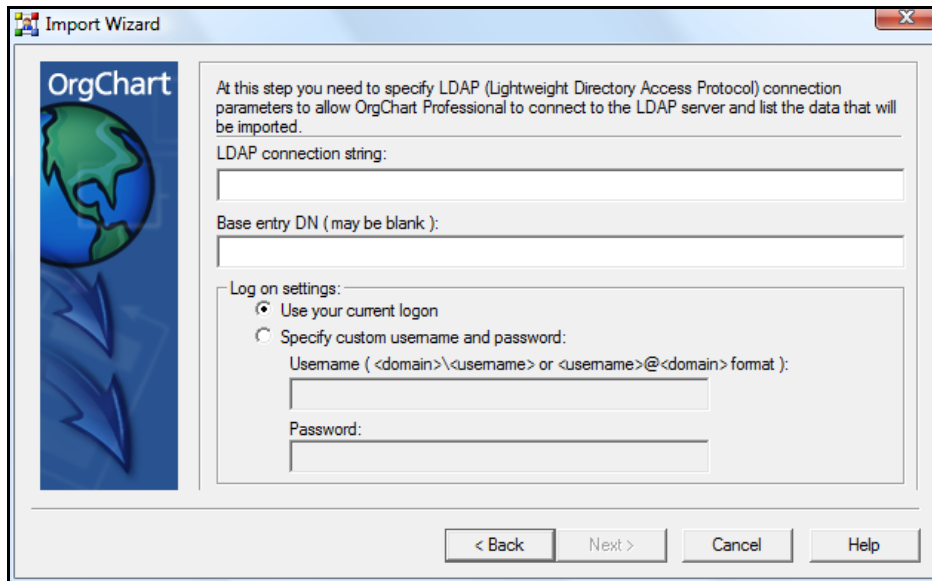 Import Wizard
OrgChart
At this step you need to specify LDAP (Lightweight Directory Access Protocol) connection
parameters to allow OrgChart Professional to connect to the LDAP server and list the data that will
be imported.
LDAP connection string:
Base entry DN ( may be blank ):
Log on settings:
Use your current logon
Specify custom username and password:
Username ( <domain>\<username> or <username>@<domain> format ):
Password:
< Back Next > Cancel Help